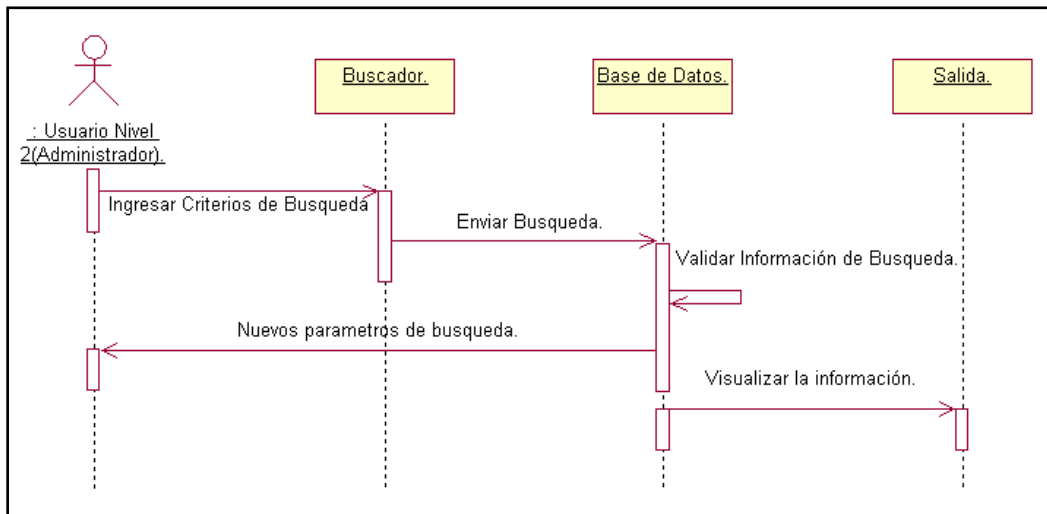 Buscador.
Base de Datos.
Salida.
: Usuario Nivel
2(Administrador).
Ingresar Criterios de Busqueda
Enviar Busqueda.
Validar Información de Busqueda.
Nuevos parametros de busqueda.
Visualizar la información.